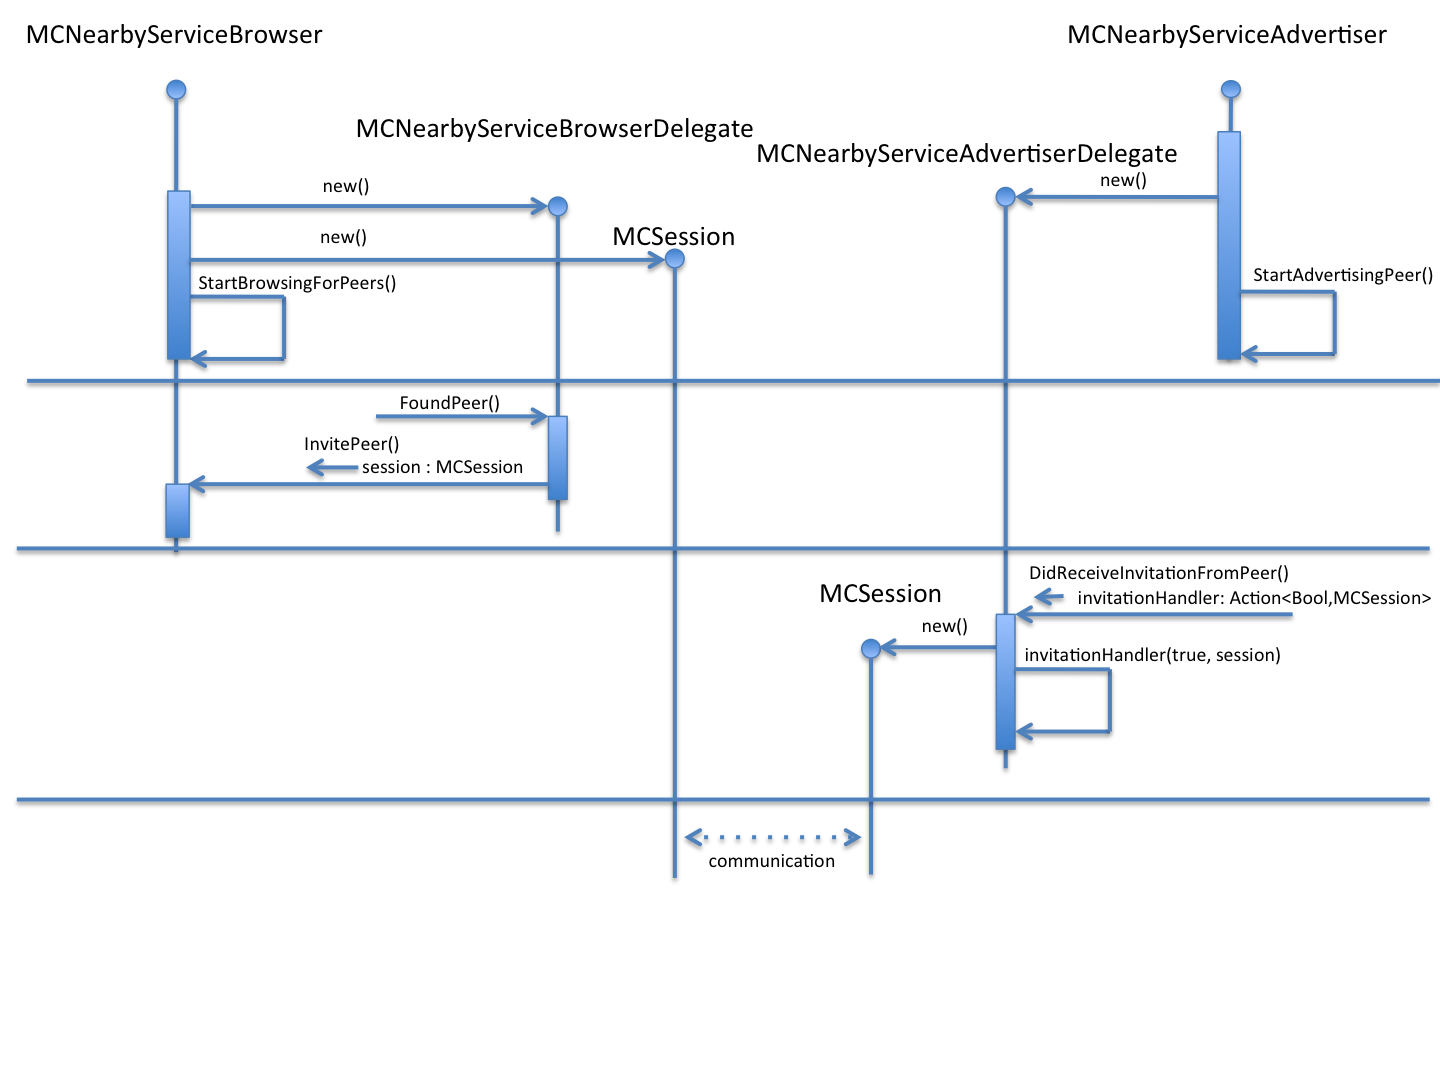 MCNearbyServiceBrowser
MCNearbyServiceAdvertiser
MCNearbyServiceBrowserDelegate
MCNearbyServiceAdvertiserDelegate
new()
new()
new()
MCSession
StartBrowsingForPeers()
StartAdvertisingPeer()
FoundPeer()
InvitePeer()
session : MCSession
DidReceiveInvitationFromPeer()
MCSession
invitationHandler: Action<Bool,MCSession>
new()
invitationHandler(true, session)
communication